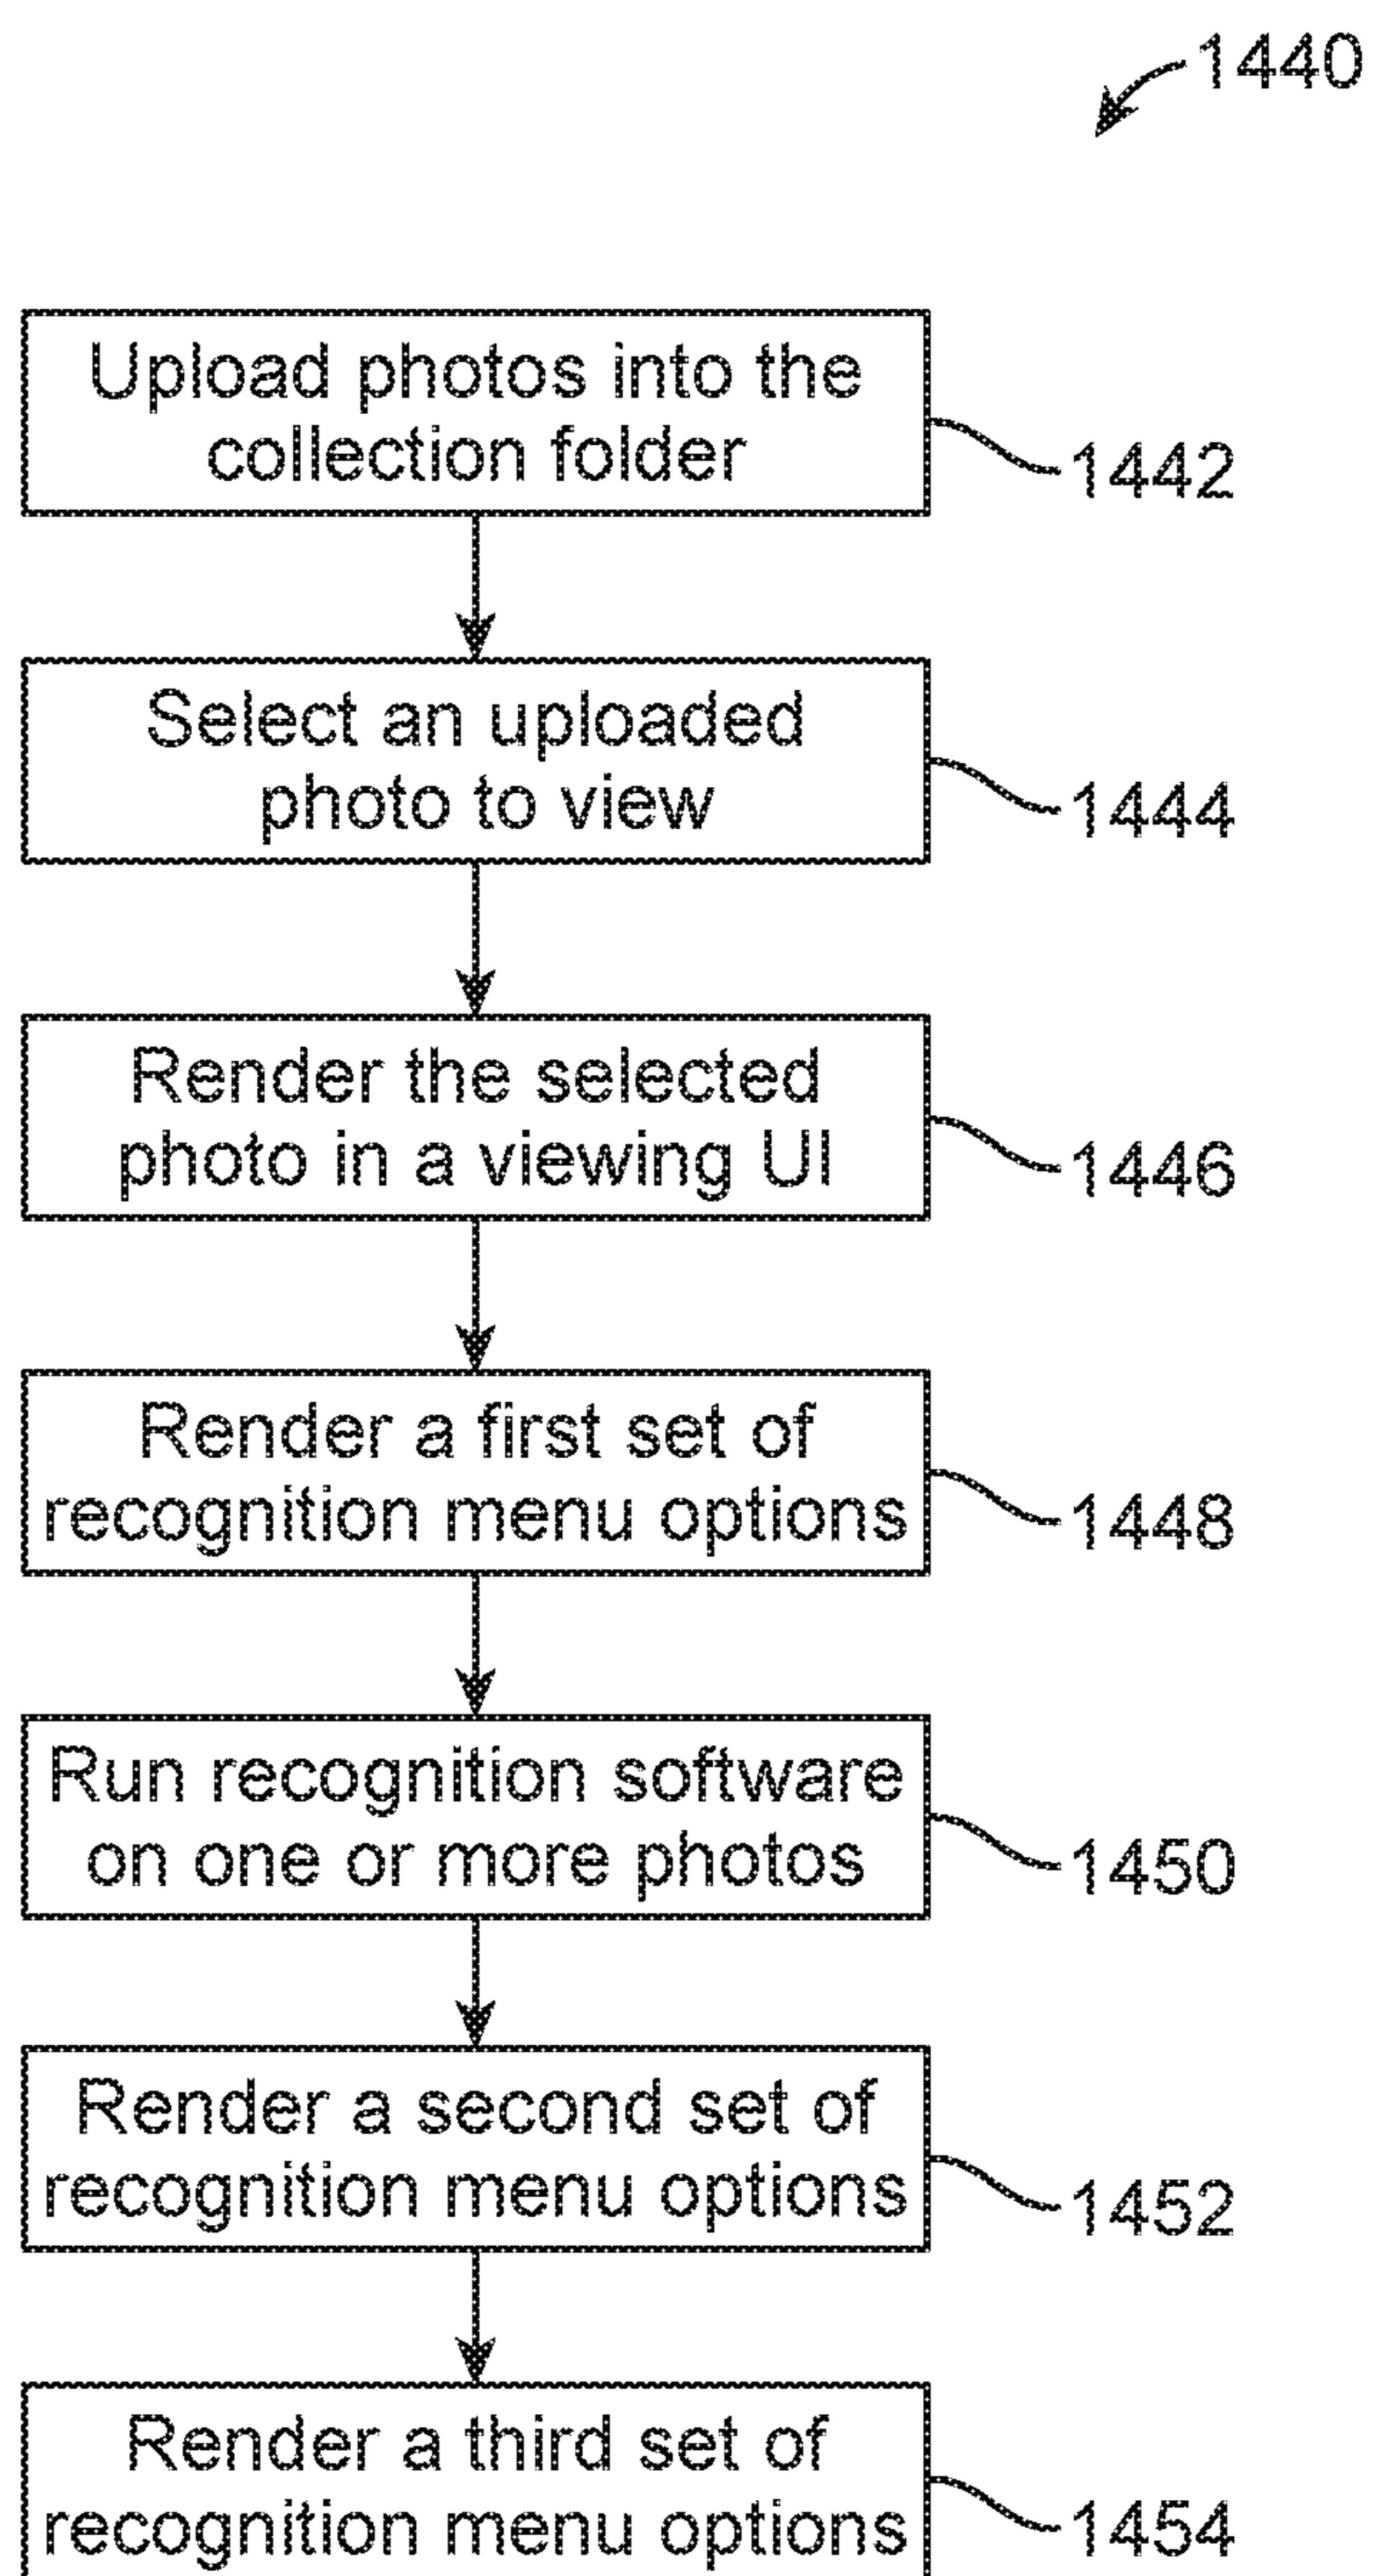 1440
Upload photos into the
collection folder
1442
Select an uploaded
photo to view
1444
Render the selected
photo in a viewing UI
1446
Render a first set of
recognition menu options
1448
Run recognition software
on one or more photos
1450
Render a second set of
recognition menu options
1452
Render a third set of
recognition menu options
1454